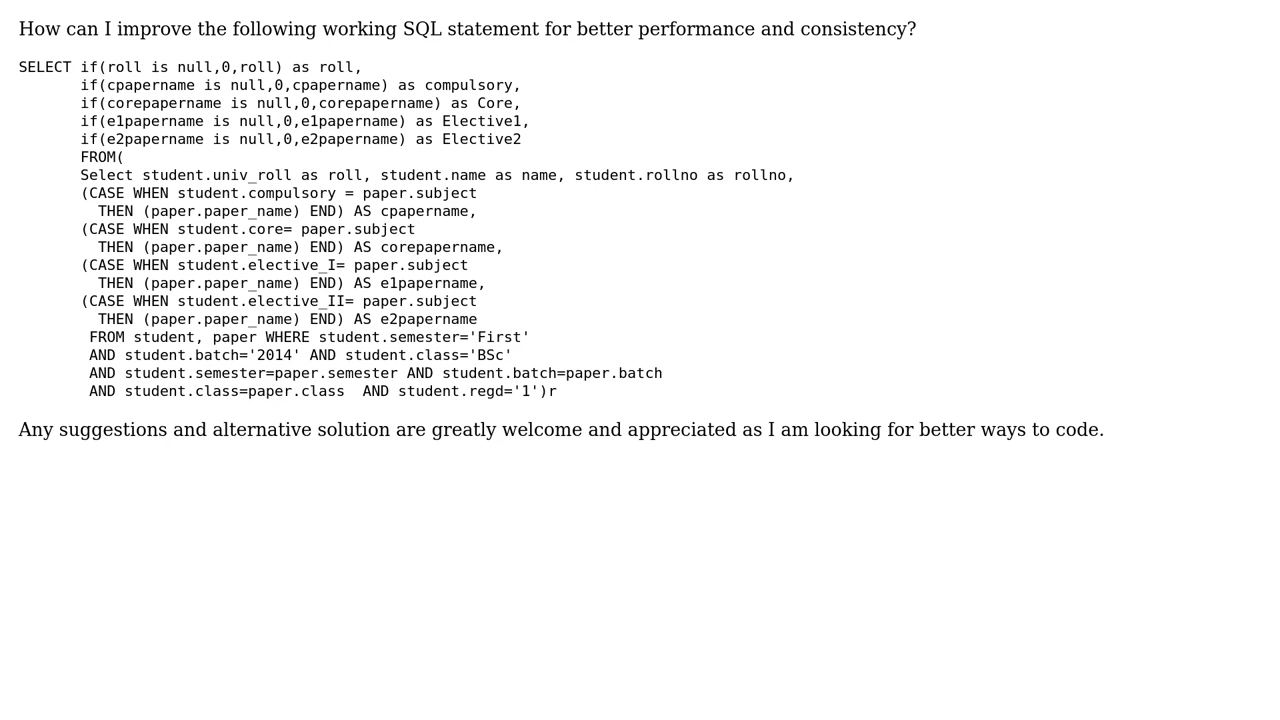 How can I improve the following working SQL statement for better performance and consistency?
SELECT if(roll is null,0,roll) as roll,
       if(cpapername is null,0,cpapername) as compulsory,
       if(corepapername is null,0,corepapername) as Core,
       if(e1papername is null,0,e1papername) as Elective1,
       if(e2papername is null,0,e2papername) as Elective2
       FROM(
       Select student.univ_roll as roll, student.name as name, student.rollno as rollno,
       (CASE WHEN student.compulsory = paper.subject
         THEN (paper.paper_name) END) AS cpapername,
       (CASE WHEN student.core= paper.subject
         THEN (paper.paper_name) END) AS corepapername,
       (CASE WHEN student.elective_I= paper.subject
         THEN (paper.paper_name) END) AS e1papername,
       (CASE WHEN student.elective_II= paper.subject
         THEN (paper.paper_name) END) AS e2papername
        FROM student, paper WHERE student.semester='First'
        AND student.batch='2014' AND student.class='BSc'
        AND student.semester=paper.semester AND student.batch=paper.batch
        AND student.class=paper.class  AND student.regd='1')r
Any suggestions and alternative solution are greatly welcome and appreciated as I am looking for better ways to code.